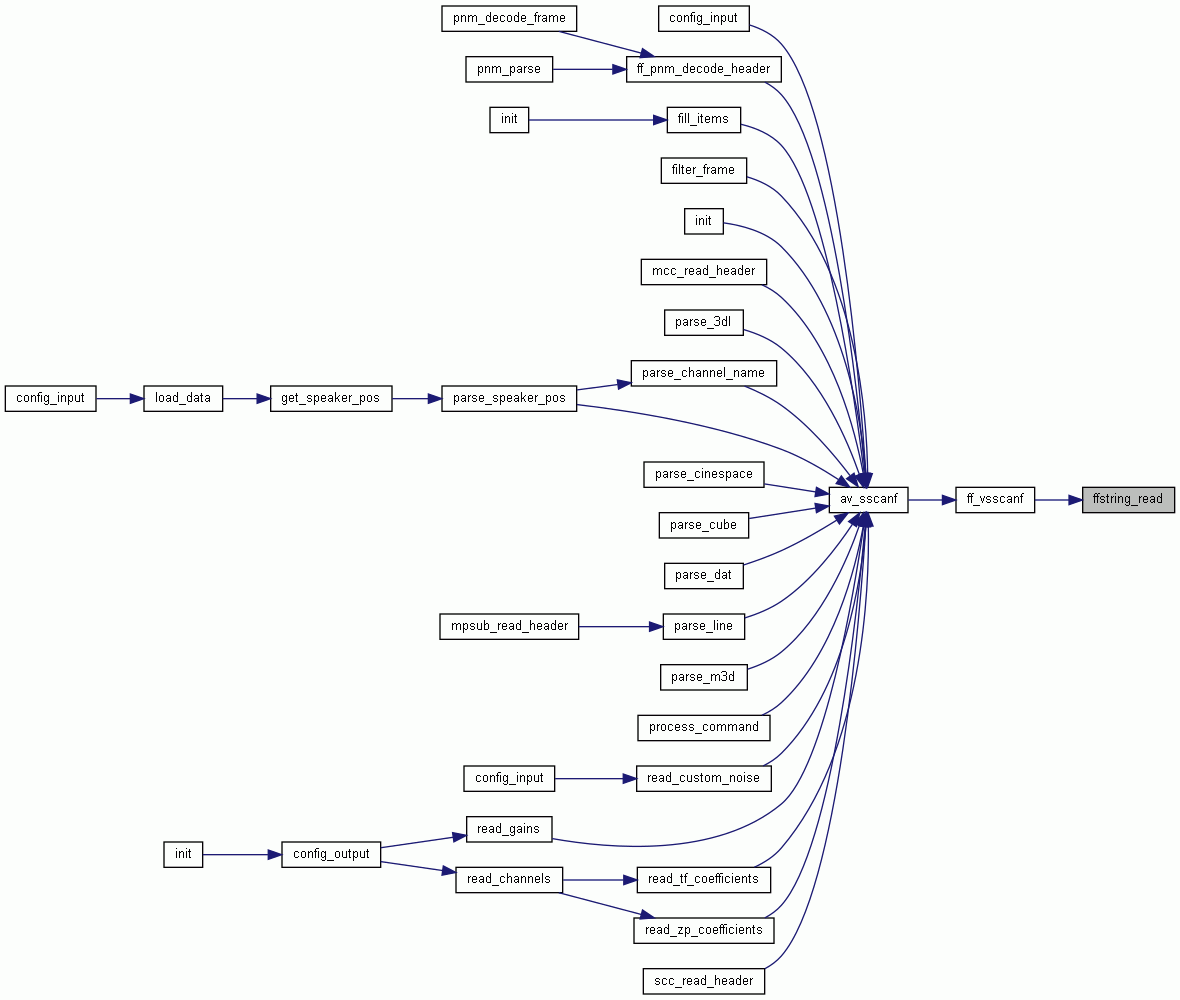 pnm_decode_frame
config_input
pnm_parse
ff_pnm_decode_header
init
fill_items
filter_frame
init
mcc_read_header
parse_3dl
parse_channel_name
config_input
load_data
get_speaker_pos
parse_speaker_pos
parse_cinespace
av_sscanf
ff_vsscanf
ffstring_read
parse_cube
parse_dat
mpsub_read_header
parse_line
parse_m3d
process_command
config_input
read_custom_noise
read_gains
init
config_output
read_channels
read_tf_coefficients
read_zp_coefficients
scc_read_header